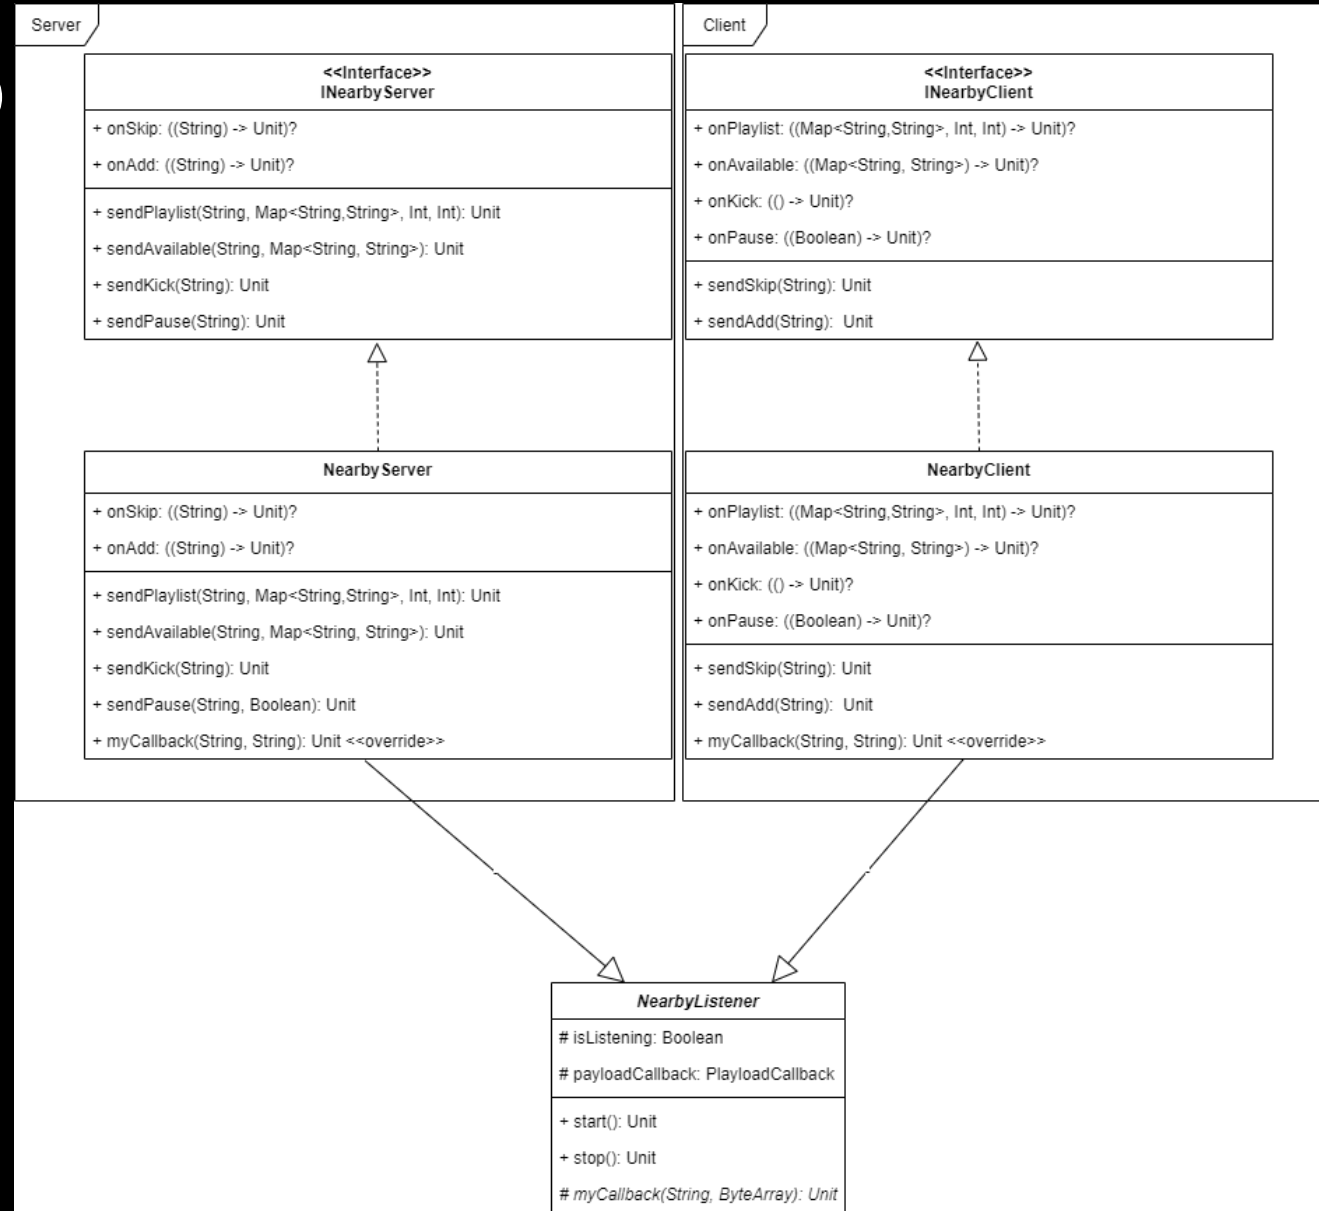 Server
<<Interface>>
INearbyServer
+ onSkip: ((String) -> Unit)?
+ onAdd: ((String) -> Unit)?
+ sendPlaylist(String, Map<String,String>, Int, Int): Unit
+ sendAvailable(String, Map<String, String>): Unit
+ sendKick(String): Unit
+ sendPause(String): Unit
NearbyServer
+ onSkip: ((String) -> Unit)?
+ onAdd: ((String) -> Unit)?
+ sendPlaylist(String, Map<String,String>, Int, Int): Unit
+ sendAvailable(String, Map<String, String>): Unit
+ sendKick(String): Unit
+ sendPause(String, Boolean): Unit
+ myCallback(String, String): Unit <<override>>
Client
<<Interface>>
INearbyClient
+ onPlaylist: ((Map<String,String>, Int, Int) -> Unit)?
+ onAvailable: ((Map<String, String>) -> Unit)?
+ onKick: (() -> Unit)?
+ onPause: ((Boolean) -> Unit)?
+ sendSkip(String): Unit
+ sendAdd(String): Unit
NearbyClient
+ onPlaylist: ((Map<String,String>, Int, Int) -> Unit)?
+ onAvailable: ((Map<String, String>) -> Unit)?
+ onKick: (() -> Unit)?
+ onPause: ((Boolean) -> Unit)?
+ sendSkip(String): Unit
+ sendAdd(String): Unit
+ myCallback(String, String): Unit <<override>>
NearbyListener
# isListening: Boolean
# payloadCallback: PlayloadCallback
+ start(): Unit
+ stop(): Unit
# myCallback(String, ByteArray): Unit